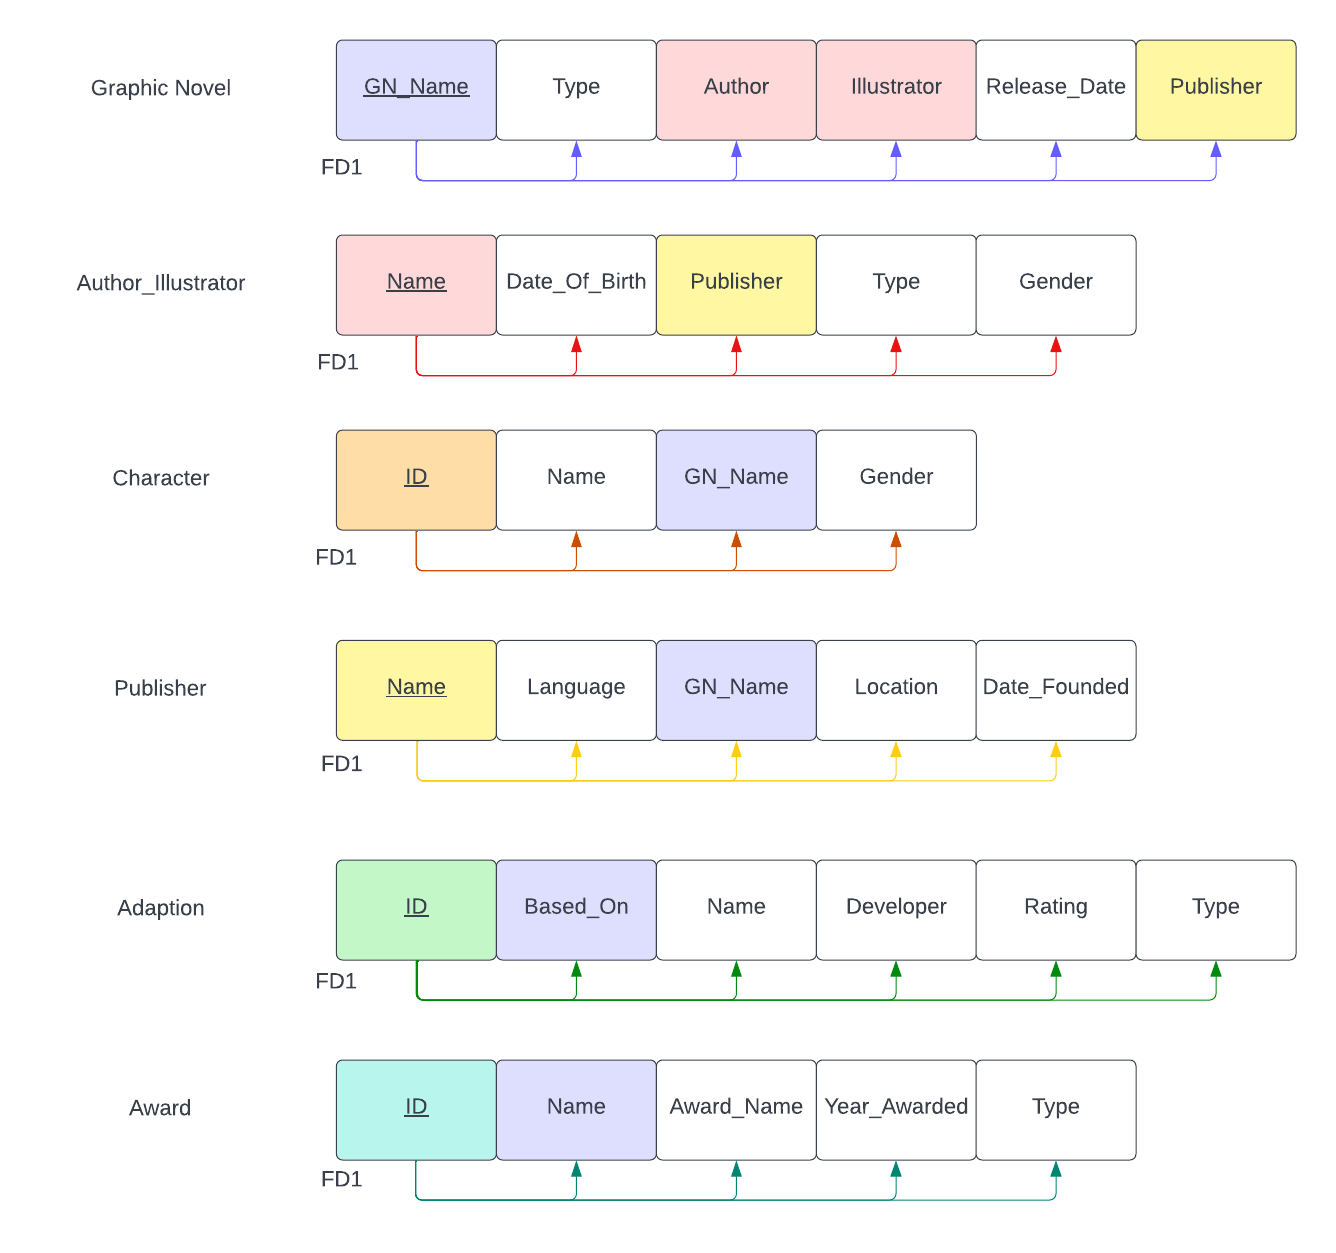 Graphic Novel
GN_Name Type Author Illustrator Release_Date Publisher
FD1
Author_Illustrator
Name Date_Of_Birth Publisher Type Gender
FD1
Character
ID Name GN_Name Gender
FD1
Publisher
Name Language GN_Name Location Date_Founded
FD1
Adaption
ID Based_On Name Developer Rating Type
FD1
Award
ID Name Award_Name Year_Awarded Type
FD1